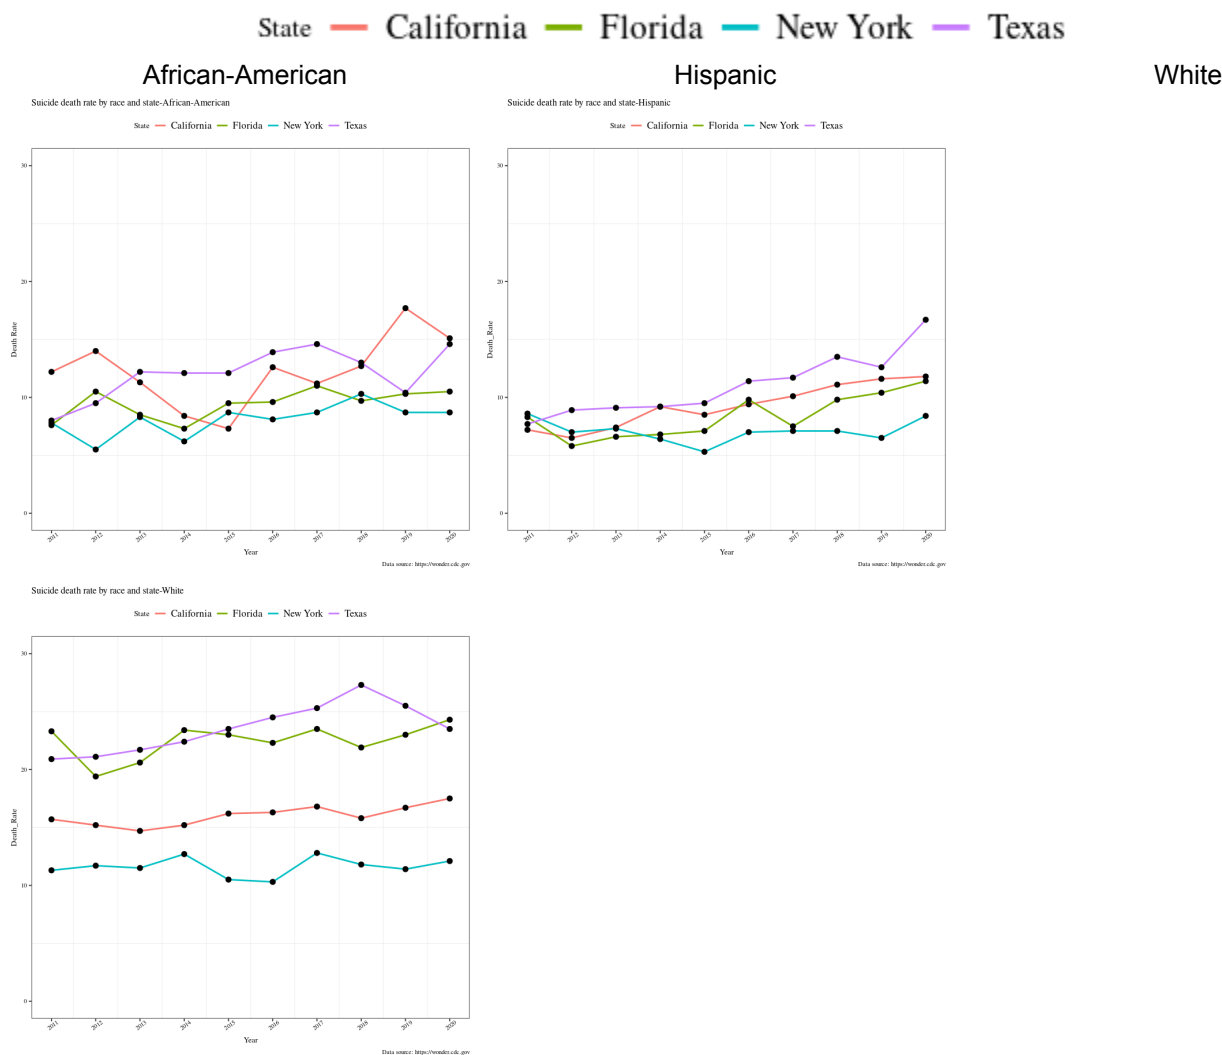 State California Florida New York Texas
African-American Hispanic White
Suicide death rate by race and state-African-American
State California Florida New York Texas
30
20
10
0
Death Rate
2011 2012 2013 2014 2015 2016 2017 2018 2019 2020
Year
Data source: https://wonder.cdc.gov
Suicide death rate by race and state-Hispanic
State California Florida New York Texas
30
20
10
0
Death_Rate
2011 2012 2013 2014 2015 2016 2017 2018 2019 2020
Year
Data source: https://wonder.cdc.gov
Suicide death rate by race and state-White
State California Florida New York Texas
30
20
10
0
Death_Rate
2011 2012 2013 2014 2015 2016 2017 2018 2019 2020
Year
Data source: https://wonder.cdc.gov